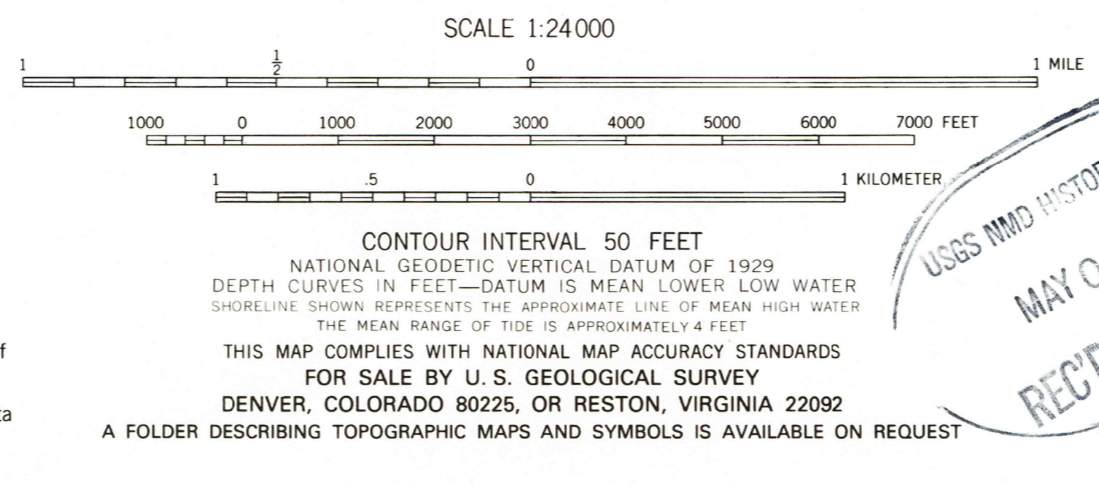 SCALE 1:24000
1 1/2 0 1 MILE
1000 0 1000 2000 3000 4000 5000 6000 7000 FEET
1 .5 0 1 KILOMETER
CONTOUR INTERVAL 50 FEET
NATIONAL GEODETIC VERTICAL DATUM OF 1929
DEPTH CURVES IN FEET—DATUM IS MEAN LOWER LOW WATER
SHORELINE SHOWN REPRESENTS THE APPROXIMATE LINE OF MEAN HIGH WATER
THE MEAN RANGE OF TIDE IS APPROXIMATELY 4 FEET
THIS MAP COMPLIES WITH NATIONAL MAP ACCURACY STANDARDS
FOR SALE BY U. S. GEOLOGICAL SURVEY
DENVER, COLORADO 80225, OR RESTON, VIRGINIA 22092
A FOLDER DESCRIBING TOPOGRAPHIC MAPS AND SYMBOLS IS AVAILABLE ON REQUEST
f
ta
USGS NMD HISTO
MAY 0
REC'D